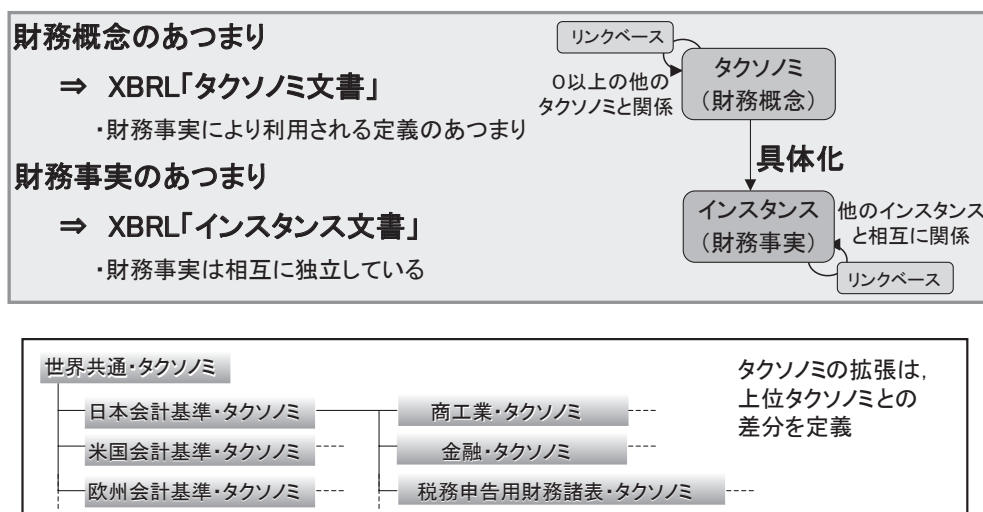 財務概念のあつまり
⇒ XBRL「タクソノミ文書」
・財務事実により利用される定義のあつまり
財務事実のあつまり
⇒ XBRL「インスタンス文書」
・財務事実は相互に独立している
リンクベース
0以上の他の
タクソノミと関係
タクソノミ
（財務概念）
具体化
インスタンス
（財務事実）
他のインスタンス
と相互に関係
リンクベース
世界共通・タクソノミ
日本会計基準・タクソノミ
米国会計基準・タクソノミ
欧州会計基準・タクソノミ
商工業・タクソノミ
金融・タクソノミ
税務申告用財務諸表・タクソノミ
タクソノミの拡張は,
上位タクソノミとの
差分を定義